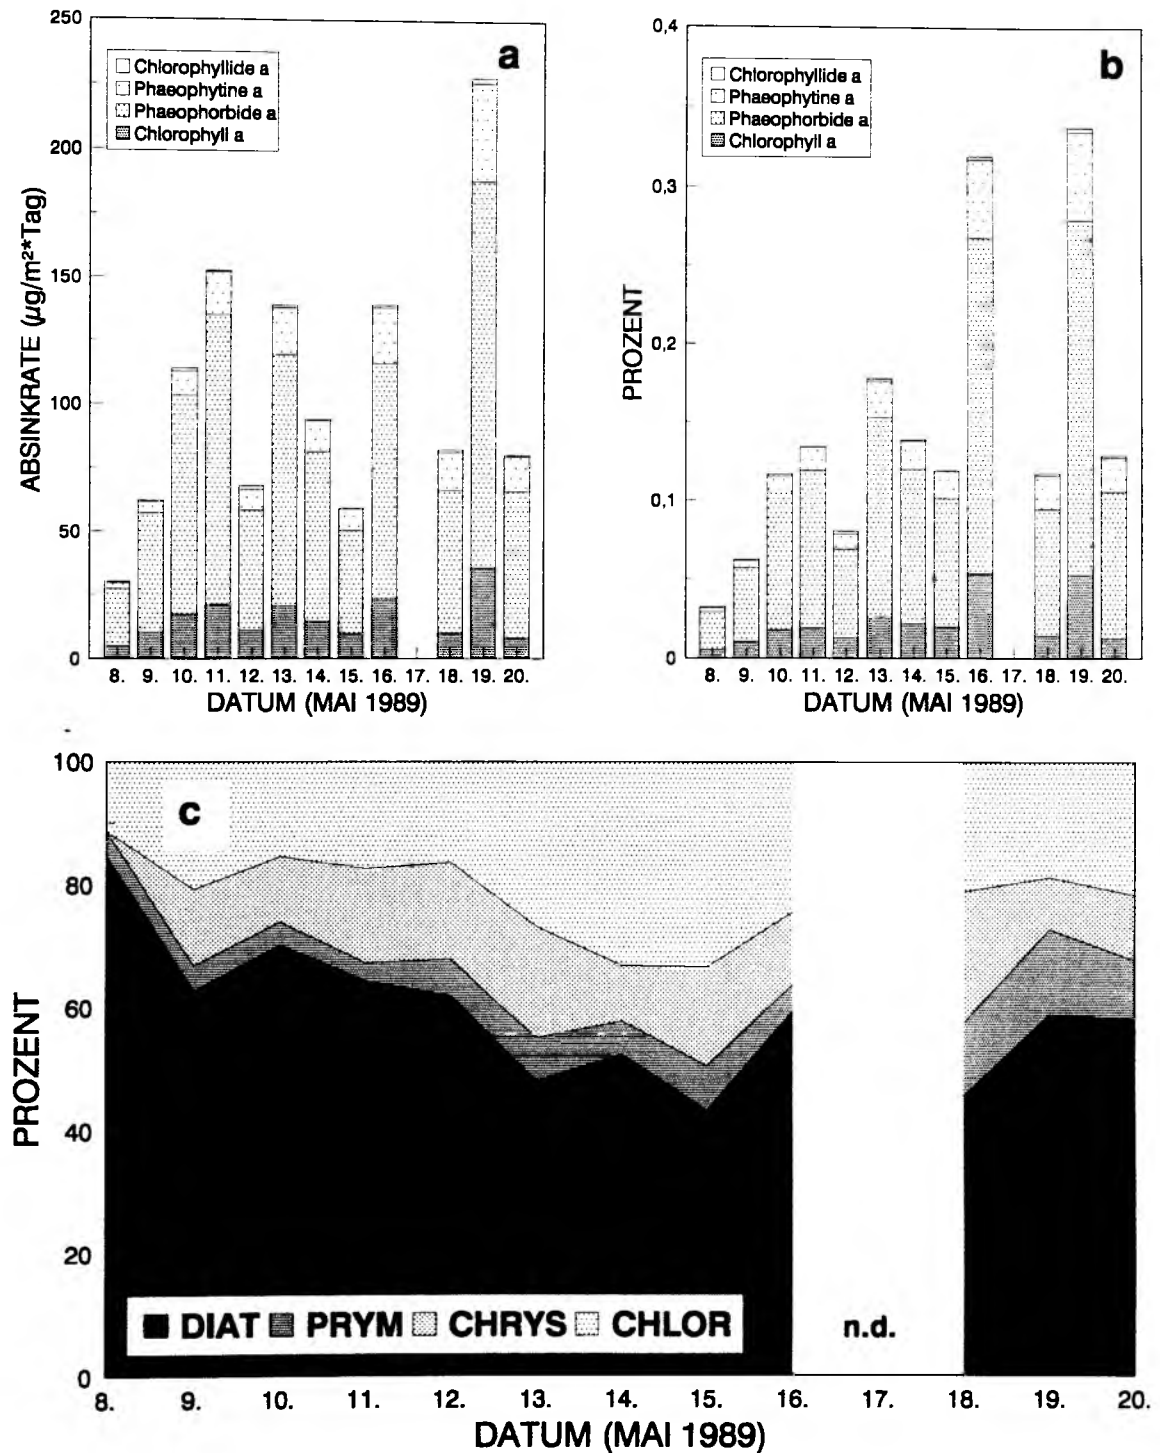 a
250
200
150
100
50
0
ABSINKRATE (µg/m²*Tag)
Chlorophyllide a
Phaeophytine a
Phaeophorbide a
Chlorophyll a
8. 9. 10. 11. 12. 13. 14. 15. 16. 17. 18. 19. 20.
DATUM (MAI 1989)
b
0,4
0,3
0,2
0,1
0
PROZENT
Chlorophyllide a
Phaeophytine a
Phaeophorbide a
Chlorophyll a
8. 9. 10. 11. 12. 13. 14. 15. 16. 17. 18. 19. 20.
DATUM (MAI 1989)
c
100
80
60
40
20
0
PROZENT
DIAT PRYM CHRYS CHLOR
n.d.
8. 9. 10. 11. 12. 13. 14. 15. 16. 17. 18. 19. 20.
DATUM (MAI 1989)